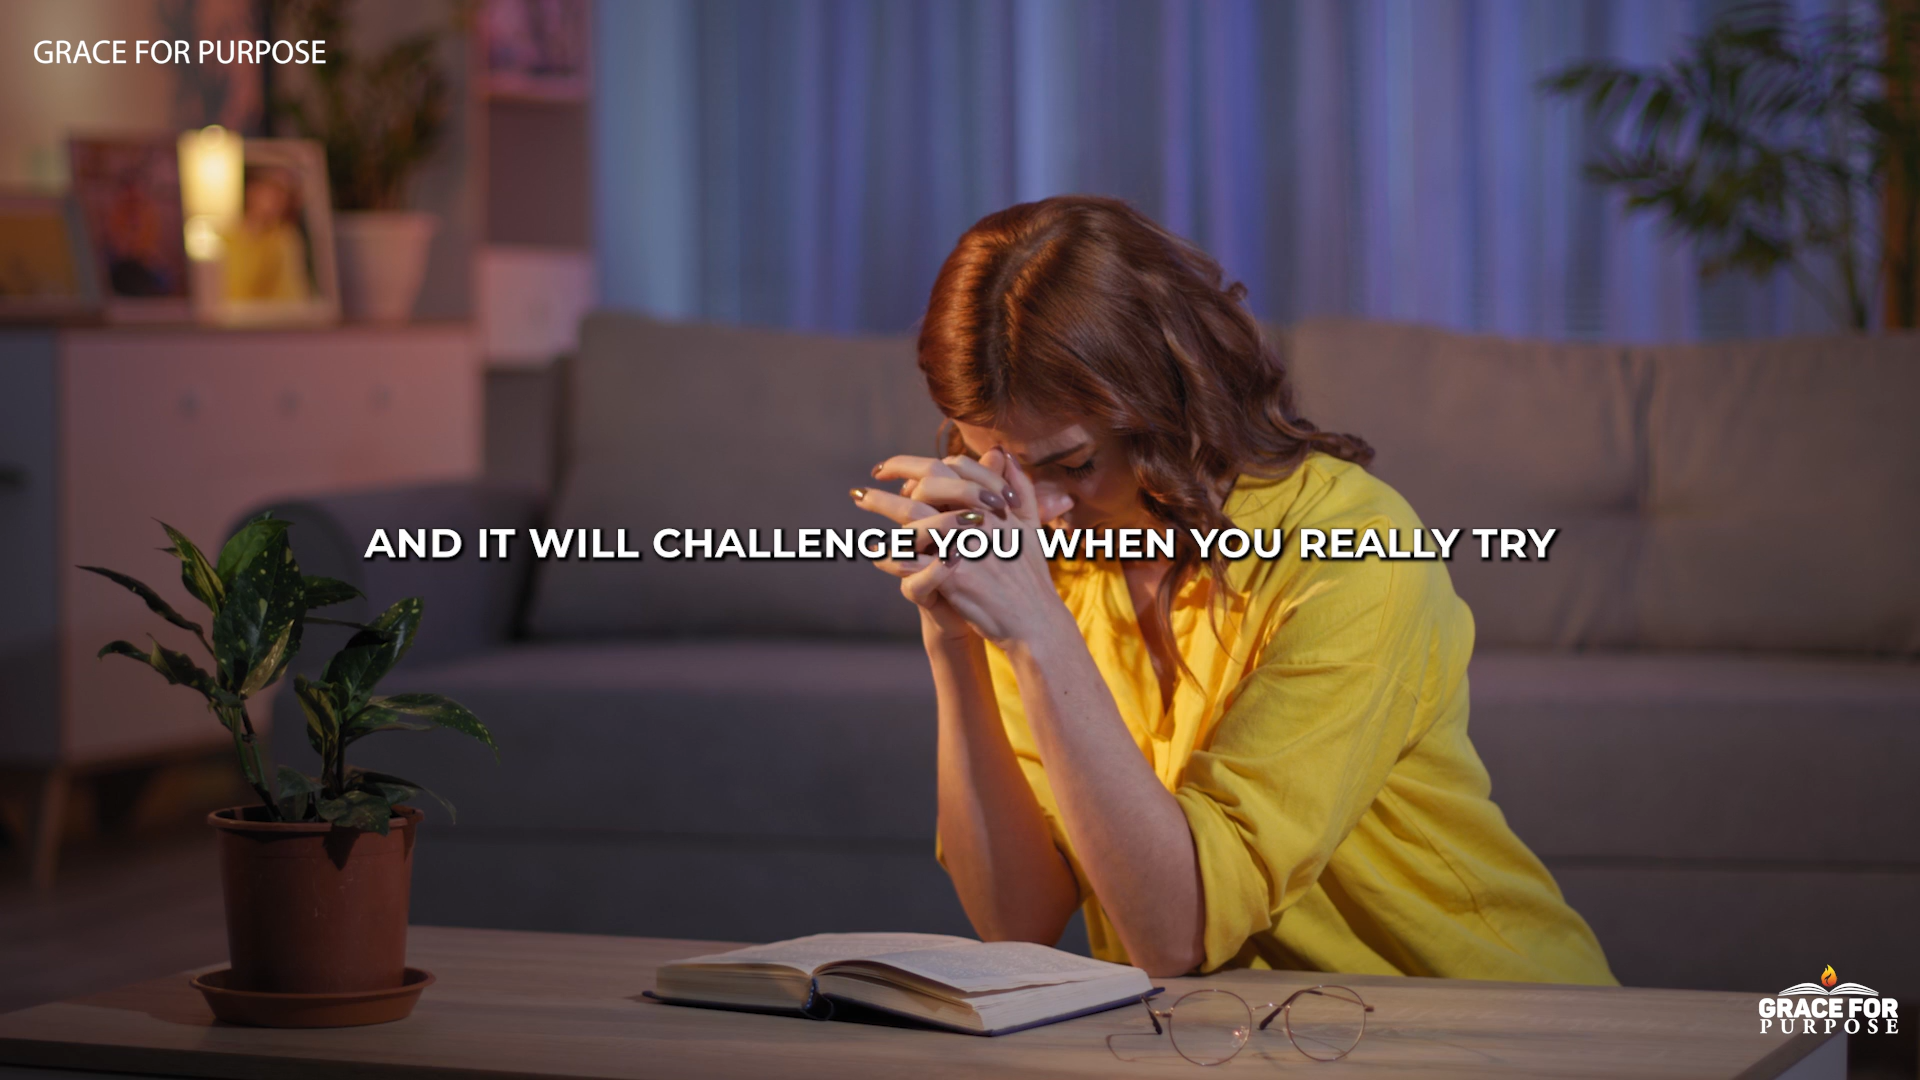 GRACE FOR PURPOSE
AND IT WILL CHALLENGE YOU WHEN YOU REALLY TRY
GRACE FOR
PURPOSE